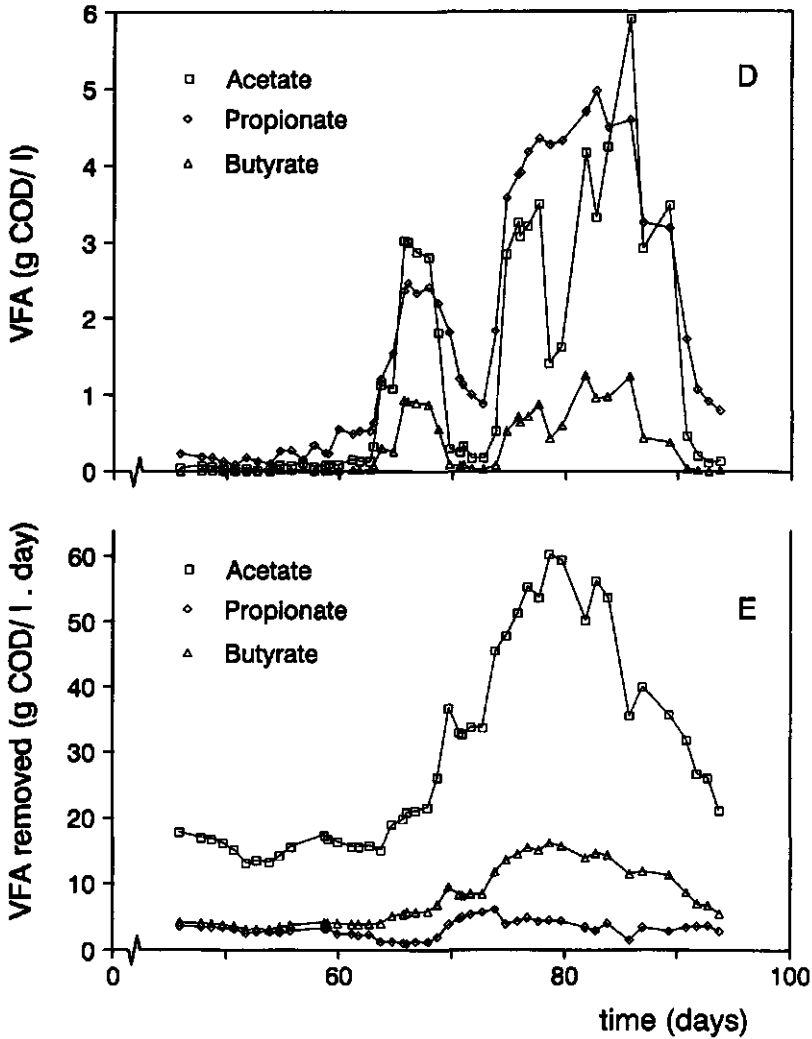 6
5
4
3
2
1
0
VFA (g COD/ l)
Acetate
Propionate
Butyrate
D
60
50
40
30
20
10
0
VFA removed (g COD/ l . day)
Acetate
Propionate
Butyrate
E
0 60 80 100
time (days)